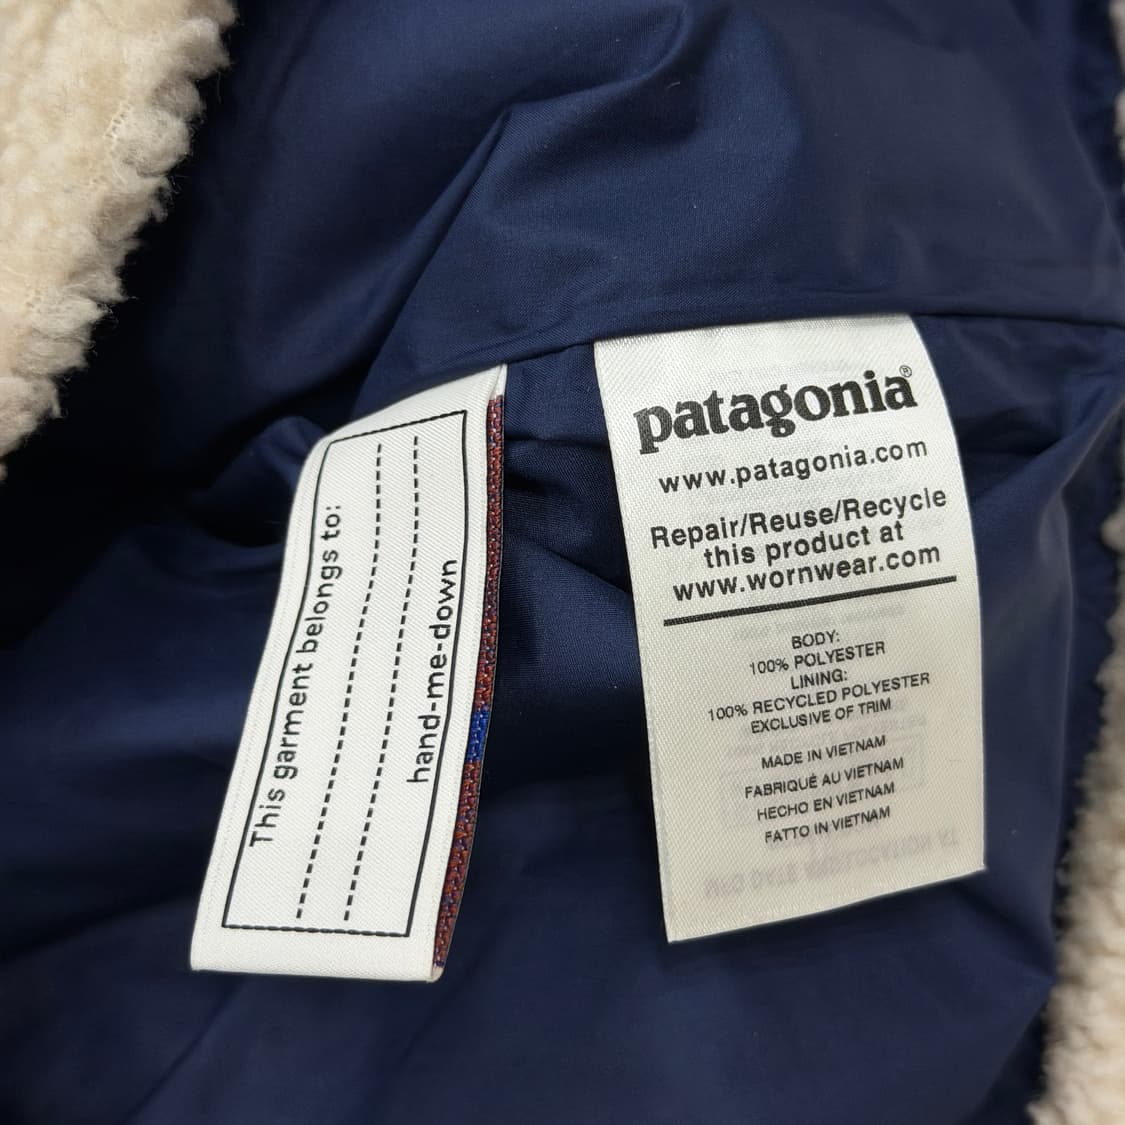 This garment belongs to:
hand-me-down
patagonia®
www.patagonia.com
Repair/Reuse/Recycle
this product at
www.wornwear.com
BODY:
100% POLYESTER
LINING:
100% RECYCLED POLYESTER
EXCLUSIVE OF TRIM
MADE IN VIETNAM
FABRIQUÉ AU VIETNAM
HECHO EN VIETNAM
FATTO IN VIETNAM